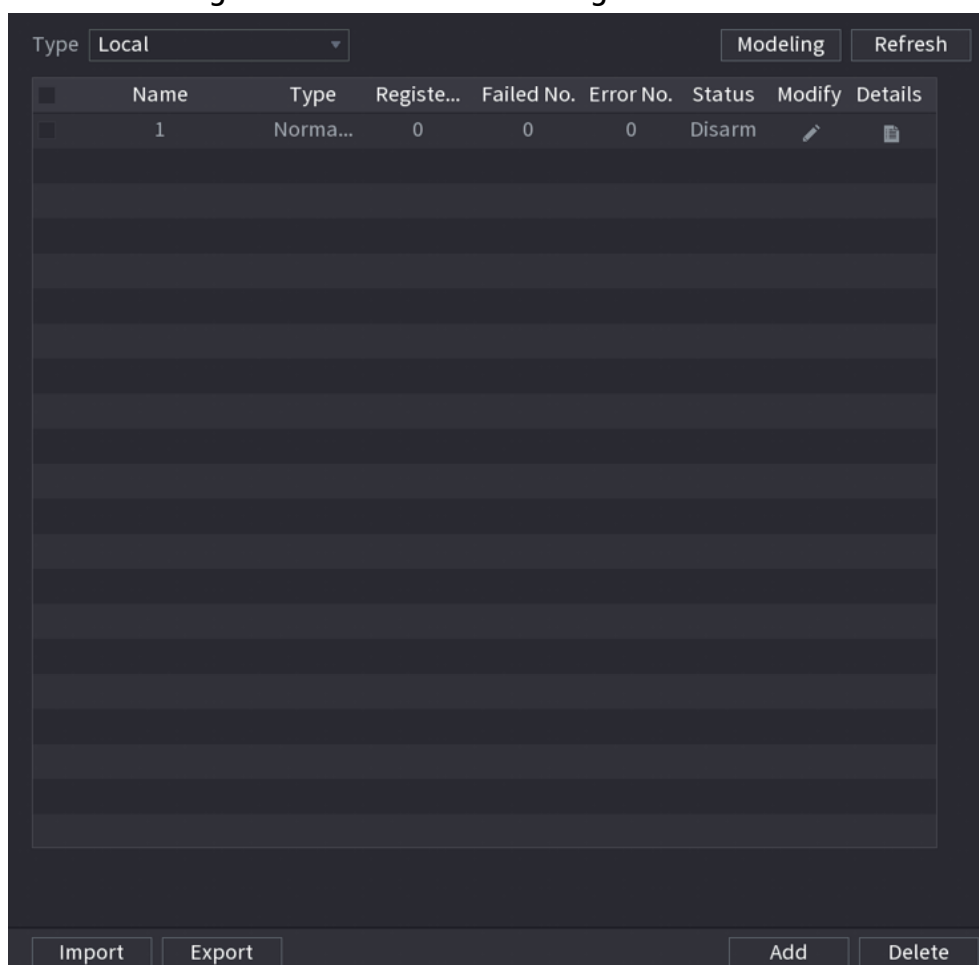 Type Local Modeling Refresh
Name Type Registe... Failed No. Error No. Status Modify Details
1 Norma... 0 0 0 Disarm
Import Export Add Delete